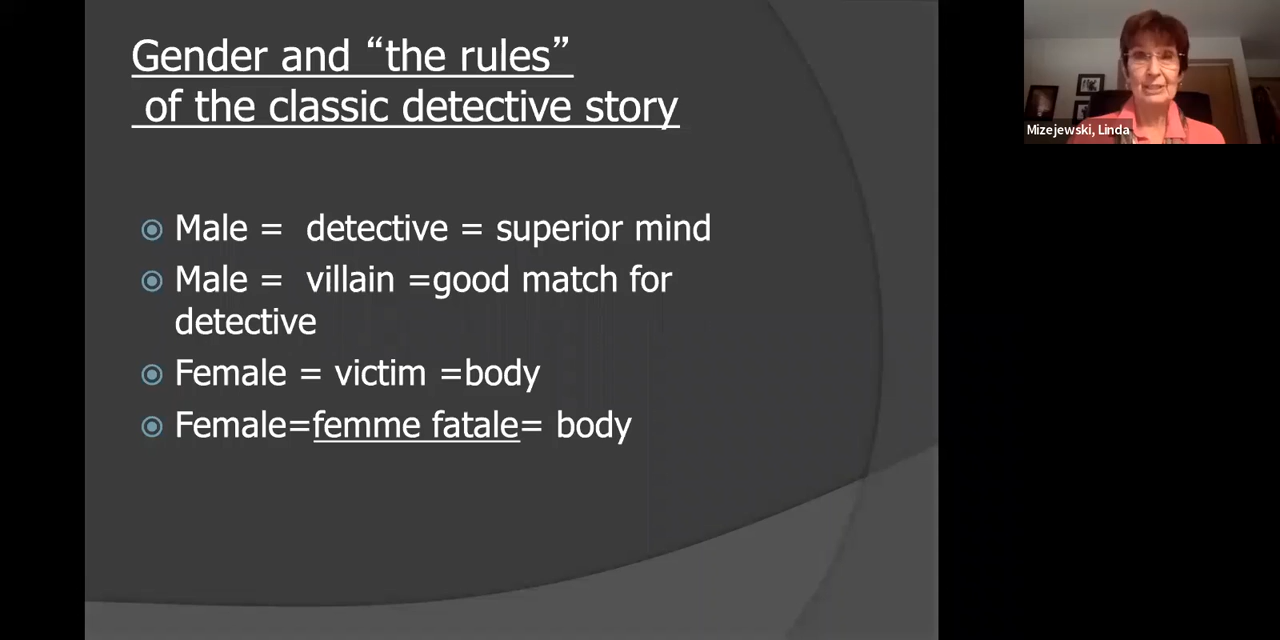 Gender and “the rules”
of the classic detective story
Male = detective = superior mind
Male = villain =good match for
detective
Female = victim =body
Female=femme fatale= body
Mizejewski, Linda